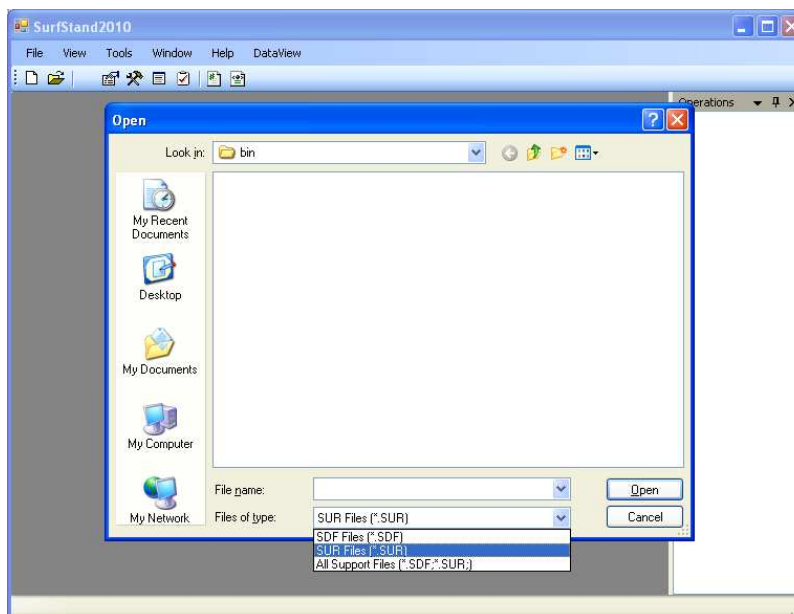 SurfStand2010
File View Tools Window Help DataView
Operations
Open
Look in: bin
My Recent
Documents
Desktop
My Documents
My Computer
My Network
File name:
Open
Files of type: SUR Files (*.SUR)
Cancel
SDF Files (*.SDF)
SUR Files (*.SUR)
All Support Files (*.SDF;*.SUR;)